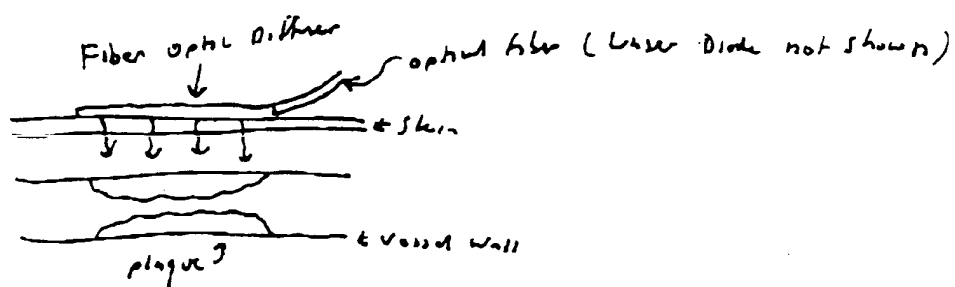 Fiber Optic Diffuser
optical fiber (Laser Diode not shown)
skin
vessel wall
plaque